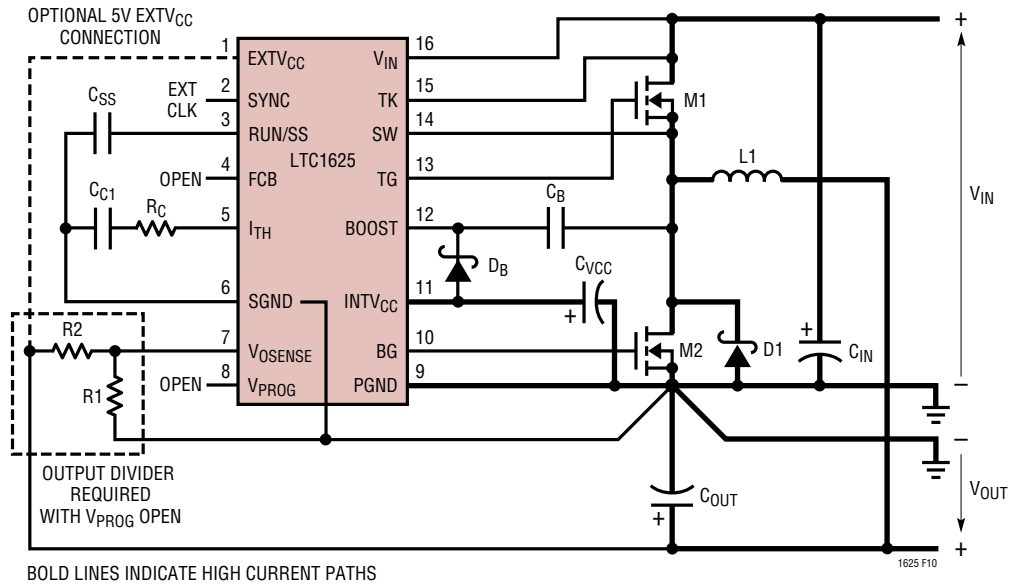 OPTIONAL 5V EXTVCC
CONNECTION
1
EXTVCC
16
VIN
+
EXT
CLK
2
SYNC
15
TK
M1
CSS
3
RUN/SS
14
SW
LTC1625
L1
OPEN
4
FCB
13
TG
VIN
CC1
RC
5
ITH
12
BOOST
CB
DB
CVCC
6
SGND
11
INTVCC
+
R2
7
VOSENSE
10
BG
M2
D1
+
CIN
R1
OPEN
8
VPROG
9
PGND
–
–
OUTPUT DIVIDER
REQUIRED
WITH VPROG OPEN
COUT
+
VOUT
+
1625 F10
BOLD LINES INDICATE HIGH CURRENT PATHS